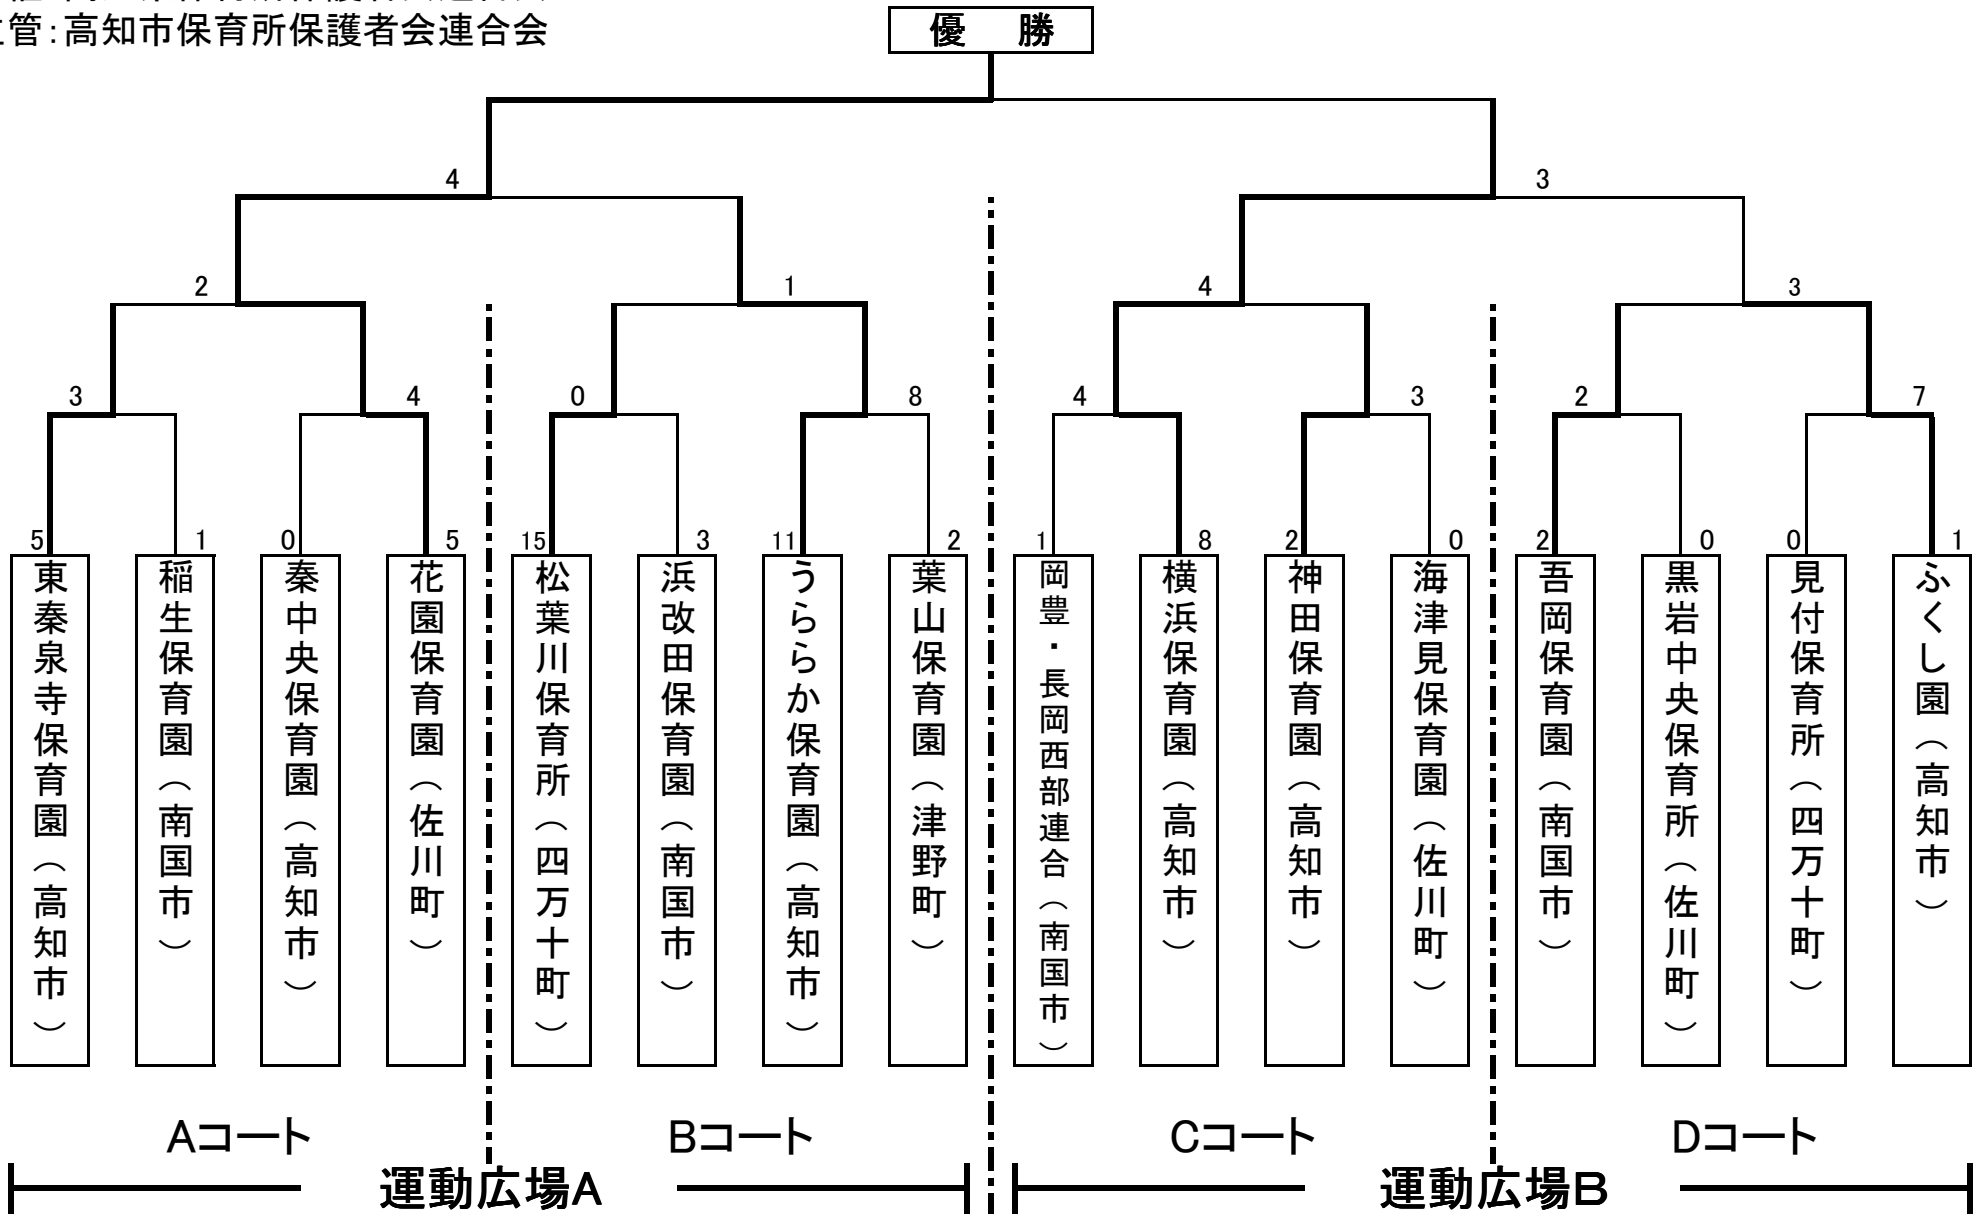 管:高知市保育所保護者会連合会
優 勝
4
3
2
1
4
3
3
4
0
8
4
3
2
7
5
1
0
5
15
3
11
2
1
8
2
0
2
0
0
1
東秦泉寺保育園(高知市)
稲生保育園(南国市)
秦中央保育園(高知市)
花園保育園(佐川町)
松葉川保育所(四万十町)
浜改田保育園(南国市)
うららか保育園(高知市)
葉山保育園(津野町)
岡豊・長岡西部連合(南国市)
横浜保育園(高知市)
神田保育園(高知市)
海津見保育園(佐川町)
吾岡保育園(南国市)
黒岩中央保育所(佐川町)
見付保育所(四万十町)
ふくし園(高知市)
Aコート
Bコート
Cコート
Dコート
運動広場A
運動広場B